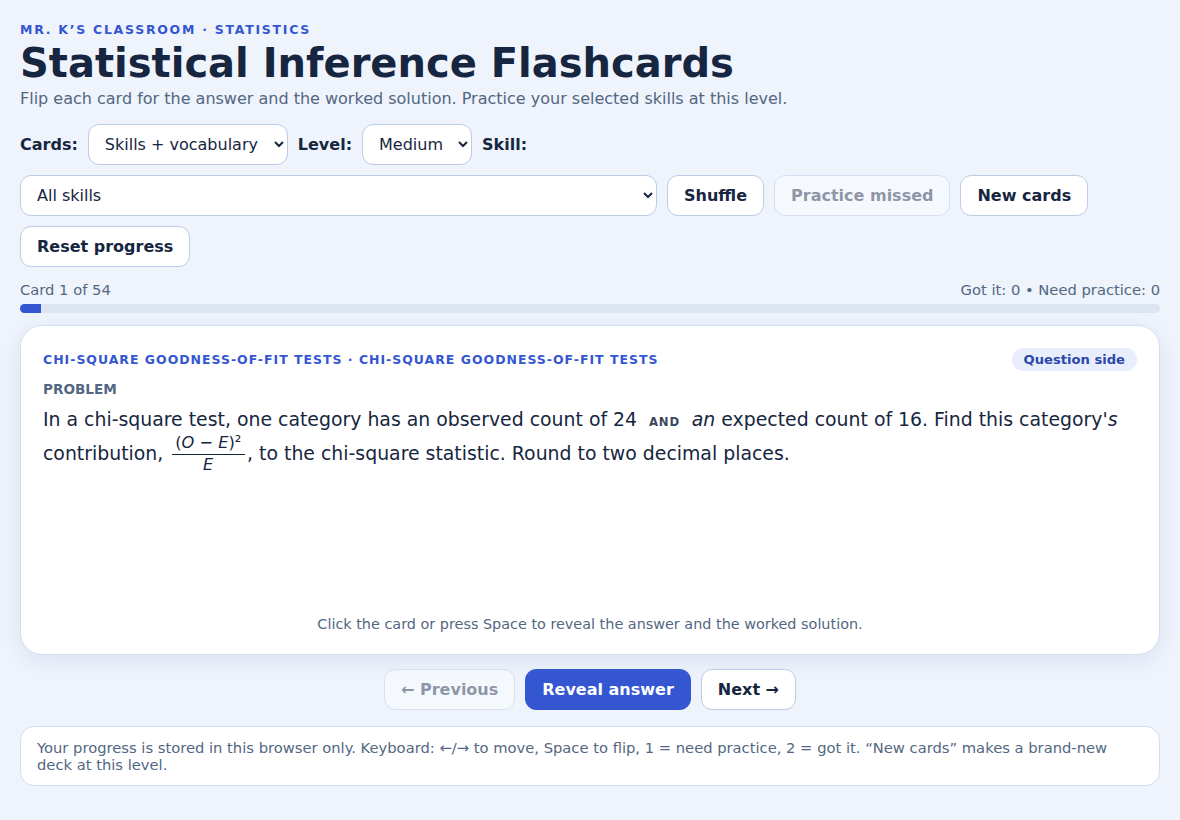 MR. K’S CLASSROOM · STATISTICS
Statistical Inference Flashcards
Flip each card for the answer and the worked solution. Practice your selected skills at this level.
Cards: Skills + vocabulary Level: Medium Skill:
All skills Shuffle Practice missed New cards
Reset progress
Card 1 of 54 Got it: 0 • Need practice: 0
CHI-SQUARE GOODNESS-OF-FIT TESTS · CHI-SQUARE GOODNESS-OF-FIT TESTS Question side
PROBLEM
In a chi-square test, one category has an observed count of 24 AND an expected count of 16. Find this category's
contribution, (O − E)²/E, to the chi-square statistic. Round to two decimal places.
Click the card or press Space to reveal the answer and the worked solution.
← Previous Reveal answer Next →
Your progress is stored in this browser only. Keyboard: ←/→ to move, Space to flip, 1 = need practice, 2 = got it. “New cards” makes a brand-new
deck at this level.